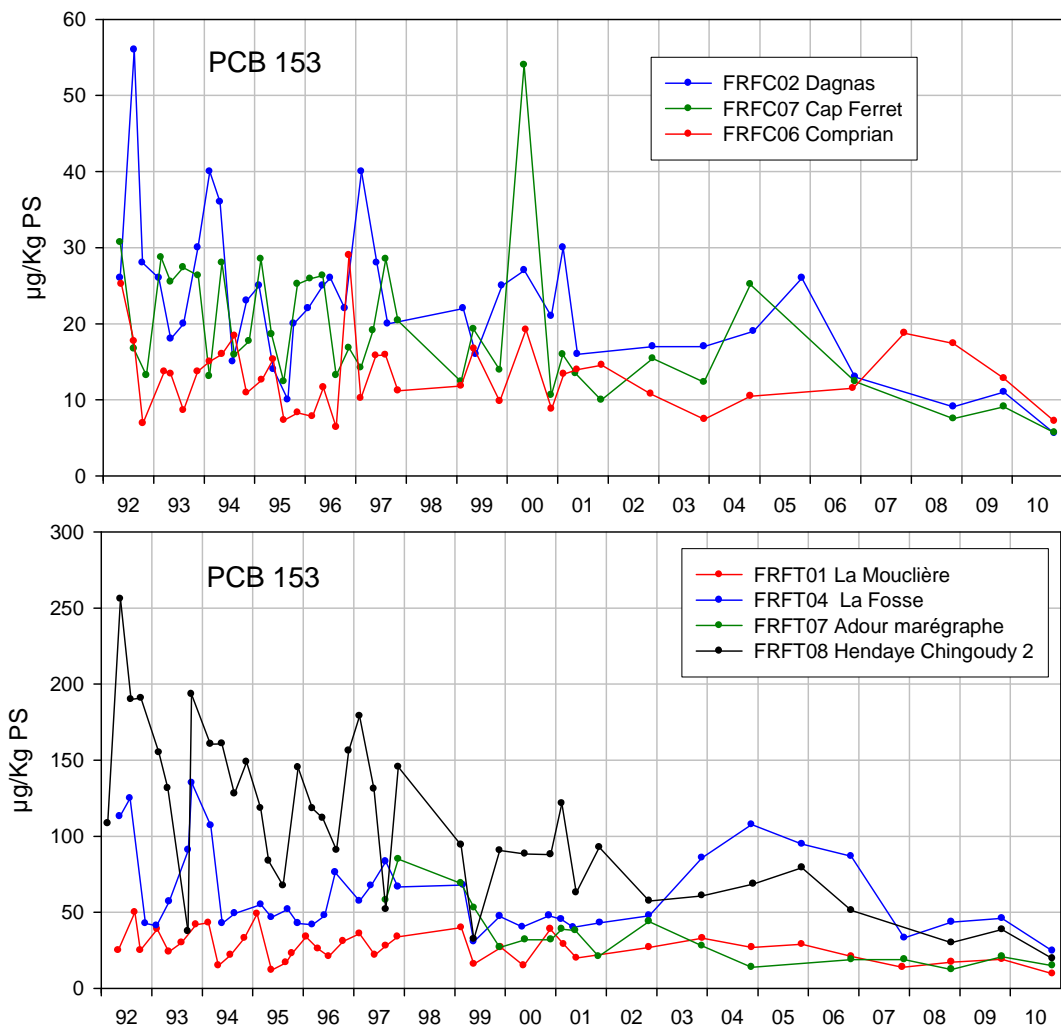 60
50
40
30
20
10
0
µg/Kg PS
PCB 153
FRFC02 Dagnas
FRFC07 Cap Ferret
FRFC06 Comprian
92 93 94 95 96 97 98 99 00 01 02 03 04 05 06 07 08 09 10
300
250
200
150
100
50
0
µg/Kg PS
PCB 153
FRFT01 La Mouclière
FRFT04 La Fosse
FRFT07 Adour marégraphe
FRFT08 Hendaye Chingoudy 2
92 93 94 95 96 97 98 99 00 01 02 03 04 05 06 07 08 09 10